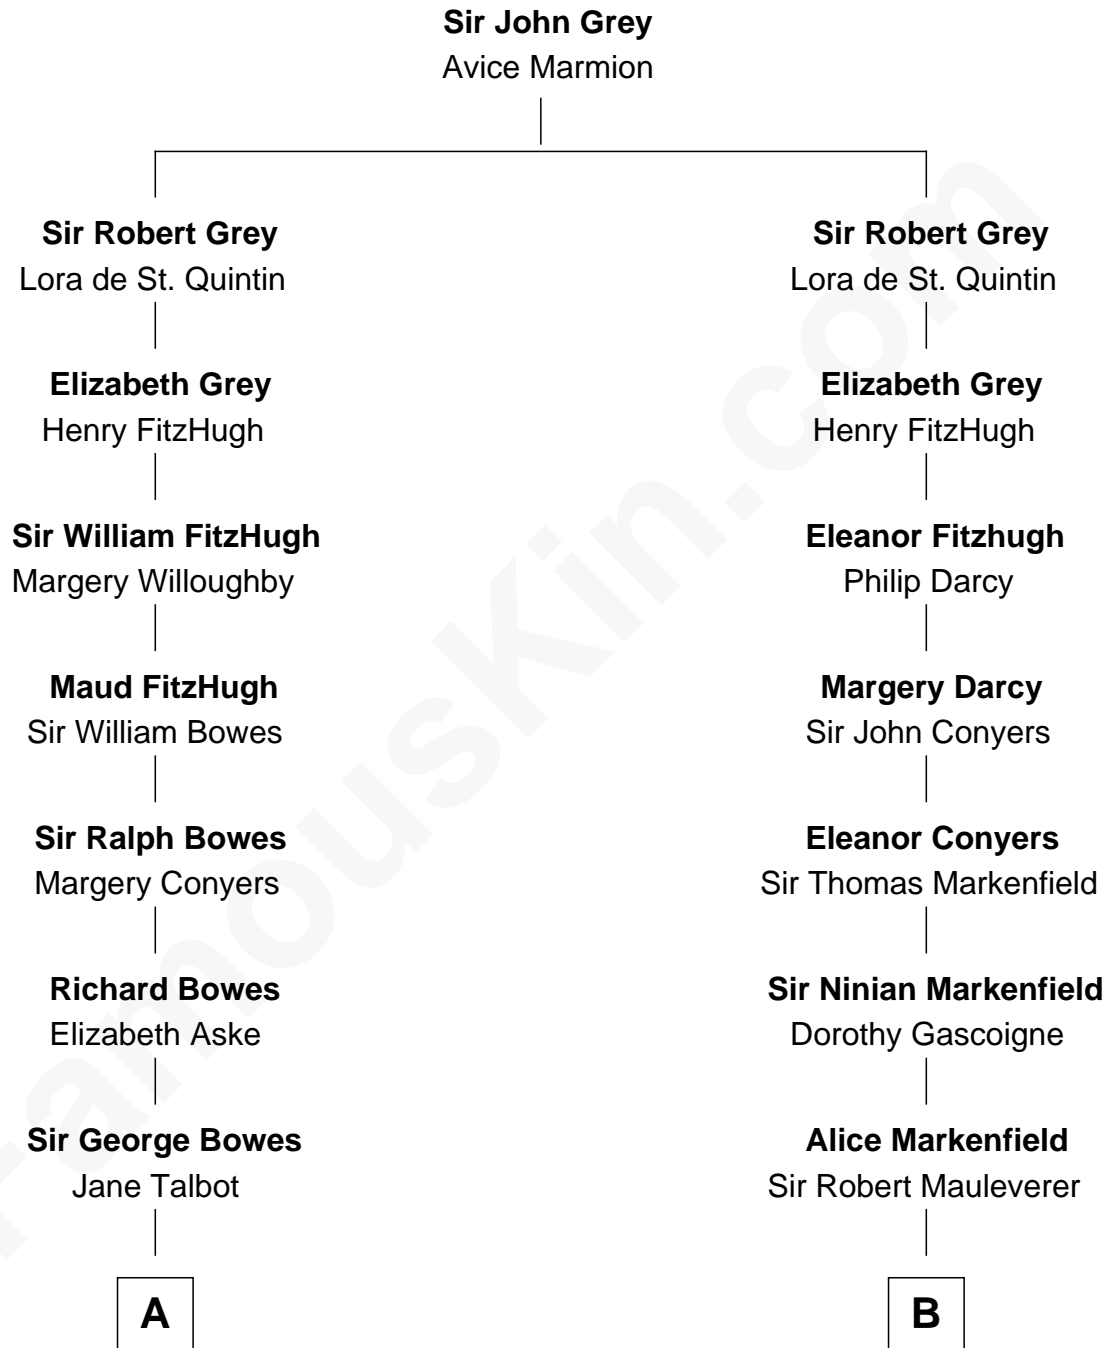 Sir John Grey
Avice Marmion
Sir Robert Grey
Lora de St. Quintin
Sir Robert Grey
Lora de St. Quintin
Elizabeth Grey
Henry FitzHugh
Elizabeth Grey
Henry FitzHugh
Sir William FitzHugh
Margery Willoughby
Eleanor Fitzhugh
Philip Darcy
Maud FitzHugh
Sir William Bowes
Margery Darcy
Sir John Conyers
Sir Ralph Bowes
Margery Conyers
Eleanor Conyers
Sir Thomas Markenfield
Richard Bowes
Elizabeth Aske
Sir Ninian Markenfield
Dorothy Gascoigne
Sir George Bowes
Jane Talbot
Alice Markenfield
Sir Robert Mauleverer
A
B
FamousKin.com